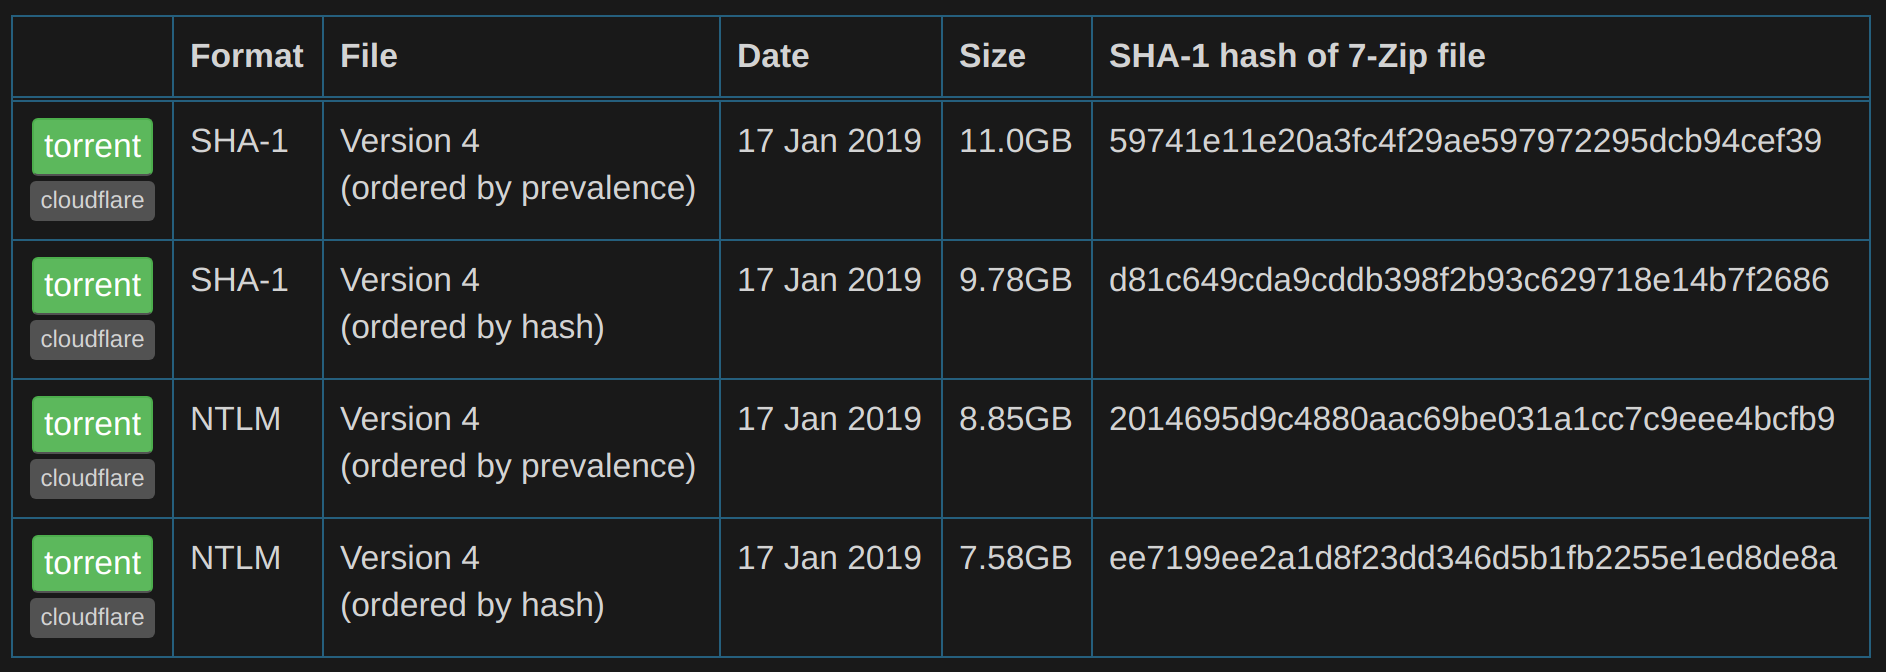 Format File Date Size SHA-1 hash of 7-Zip file
torrent SHA-1 Version 4 17 Jan 2019 11.0GB 59741e11e20a3fc4f29ae597972295dcb94cef39
cloudflare (ordered by prevalence)
torrent SHA-1 Version 4 17 Jan 2019 9.78GB d81c649cda9cddb398f2b93c629718e14b7f2686
cloudflare (ordered by hash)
torrent NTLM Version 4 17 Jan 2019 8.85GB 2014695d9c4880aac69be031a1cc7c9eee4bcfb9
cloudflare (ordered by prevalence)
torrent NTLM Version 4 17 Jan 2019 7.58GB ee7199ee2a1d8f23dd346d5b1fb2255e1ed8de8a
cloudflare (ordered by hash)